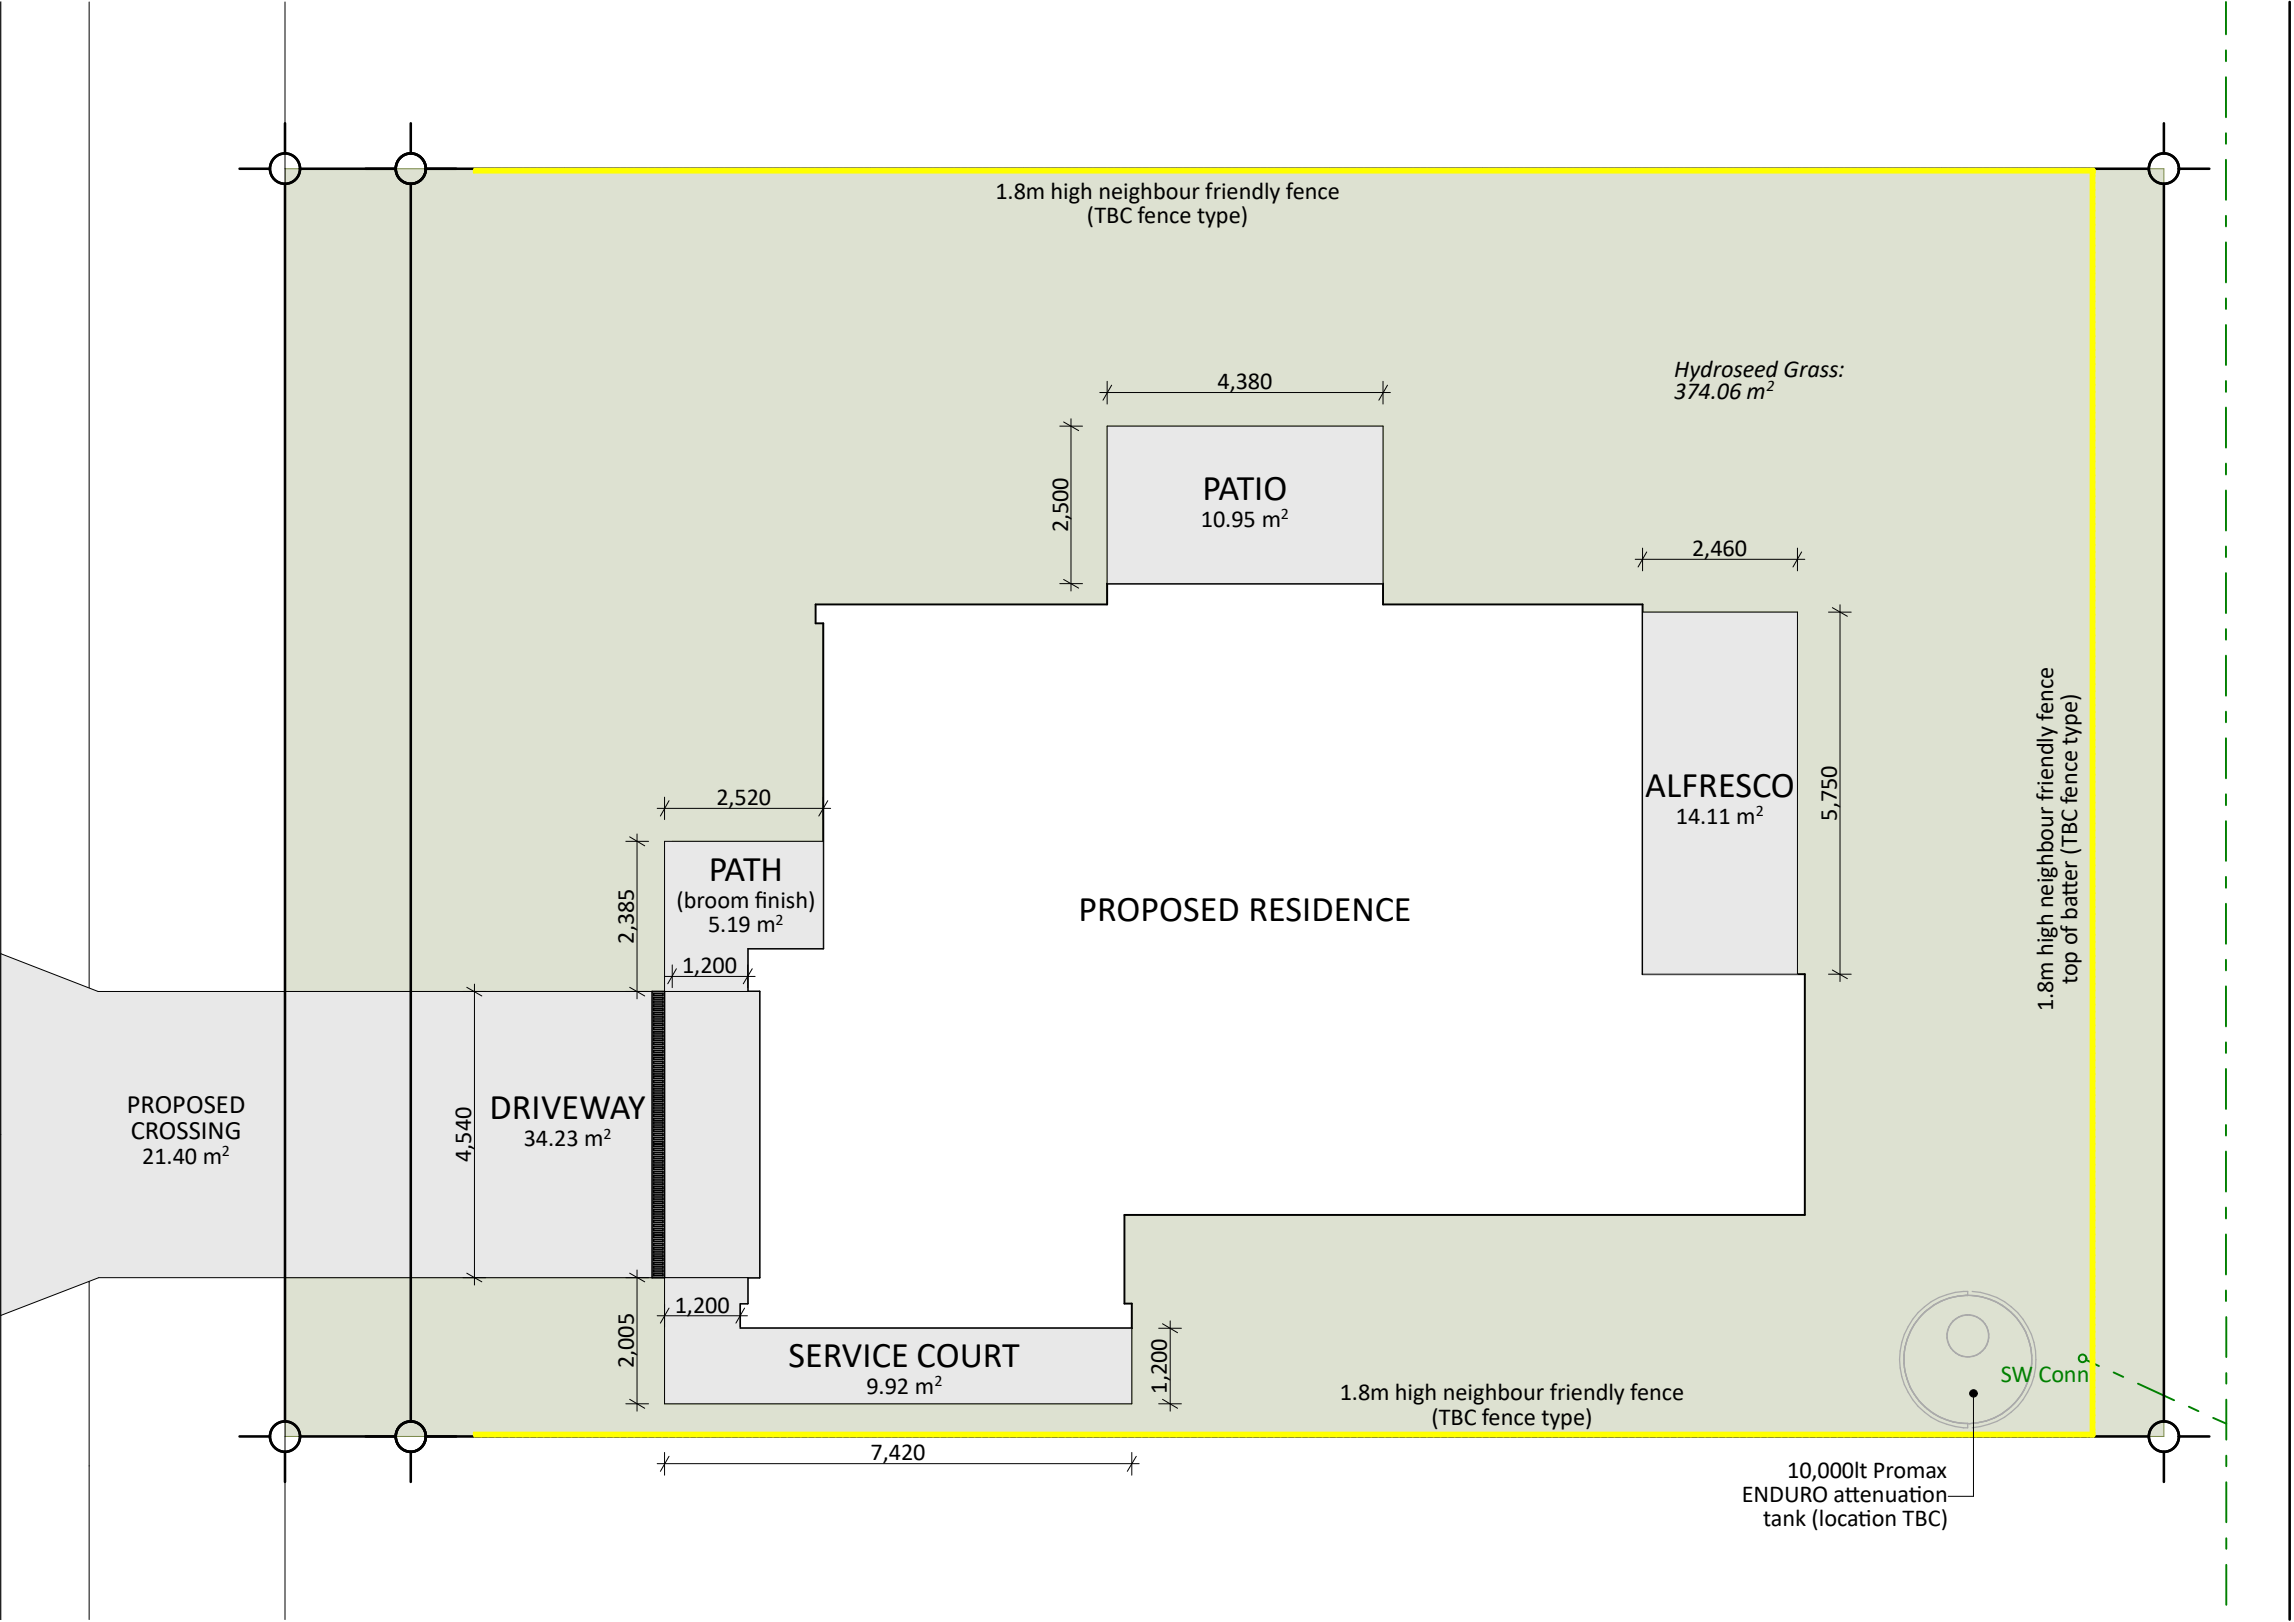 1.8m high neighbour friendly fence
(TBC fence type)
Hydroseed Grass:
374.06 m²
4,380
2,500
PATIO
10.95 m²
2,460
5,750
ALFRESCO
14.11 m²
1.8m high neighbour friendly fence
top of batter (TBC fence type)
2,520
2,385
PATH
(broom finish)
5.19 m²
1,200
PROPOSED RESIDENCE
PROPOSED
CROSSING
21.40 m²
4,540
DRIVEWAY
34.23 m²
1,200
2,005
SERVICE COURT
9.92 m²
1,200
7,420
1.8m high neighbour friendly fence
(TBC fence type)
SW Conn
10,000lt Promax
ENDURO attenuation
tank (location TBC)